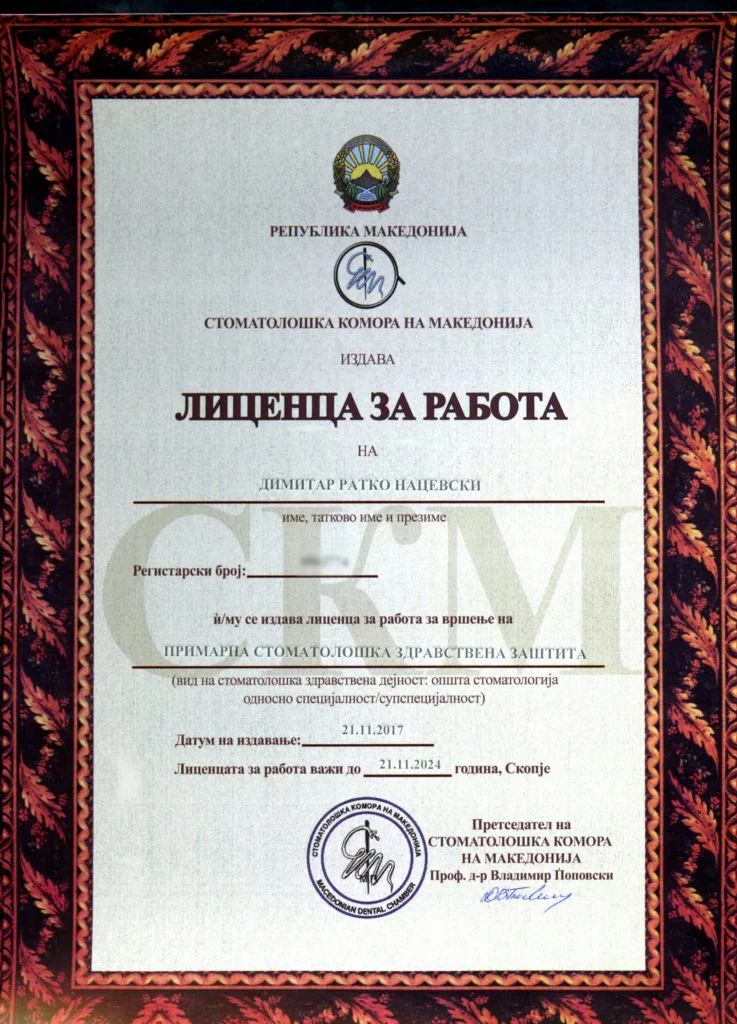 РЕПУБЛИКА МАКЕДОНИЈА
СТОМАТОЛОШКА КОМОРА НА МАКЕДОНИЈА
ИЗДАВА
ЛИЦЕНЦА ЗА РАБОТА
НА
ДИМИТАР РАТКО НАЦЕВСКИ
име, татково име и презиме
СКМ
Регистарски број:
ѝ/му се издава лиценца за работа за вршење на
ПРИМАРНА СТОМАТОЛОШКА ЗДРАВСТВЕНА ЗАШТИТА
(вид на стоматолошка здравствена дејност: општа стоматологија
односно специјалност/супспецијалност)
Датум на издавање: 21.11.2017
Лиценцата за работа важи до 21.11.2024 година, Скопје
СТОМАТОЛОШКА КОМОРА НА МАКЕДОНИЈА
MACEDONIAN DENTAL CHAMBER
Претседател на
СТОМАТОЛОШКА КОМОРА
НА МАКЕДОНИЈА
Проф. д-р Владимир Поповски